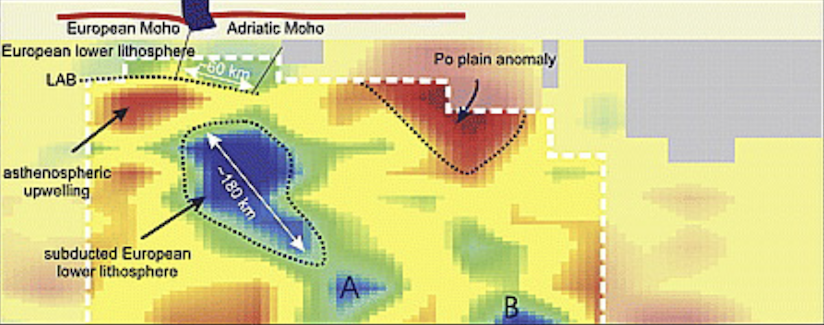 European Moho
Adriatic Moho
European lower lithosphere
~60 km
Po plain anomaly
LAB
asthenospheric
upwelling
~180 km
subducted European
lower lithosphere
A
B